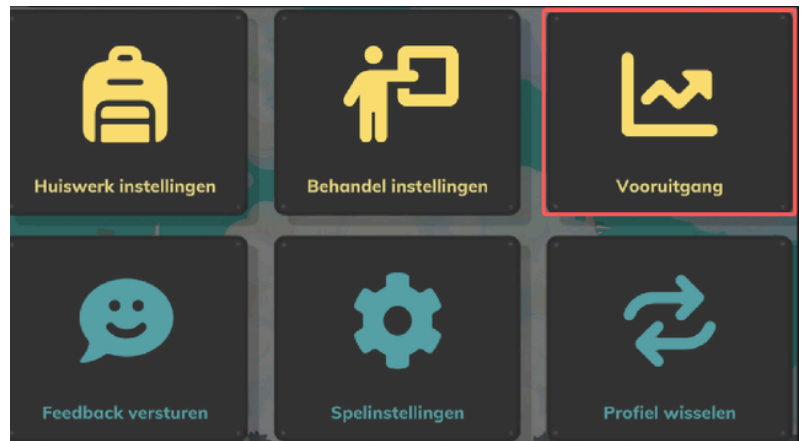 Huiswerk instellingen
Behandel instellingen
Vooruitgang
Feedback versturen
Spelinstellingen
Profiel wisselen